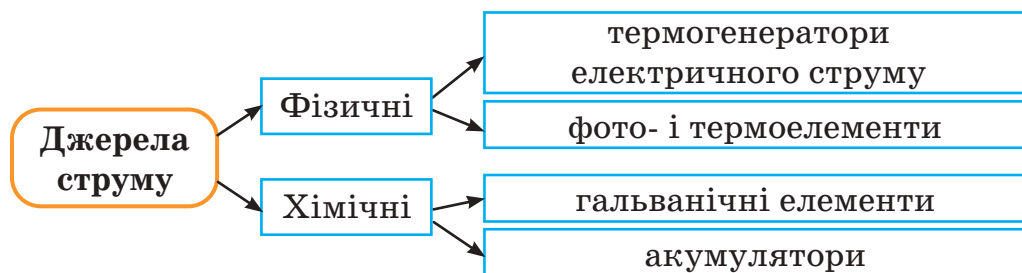 Джерела
струму
Фізичні
термогенератори
електричного струму
фото- і термоелементи
Хімічні
гальванічні елементи
акумулятори